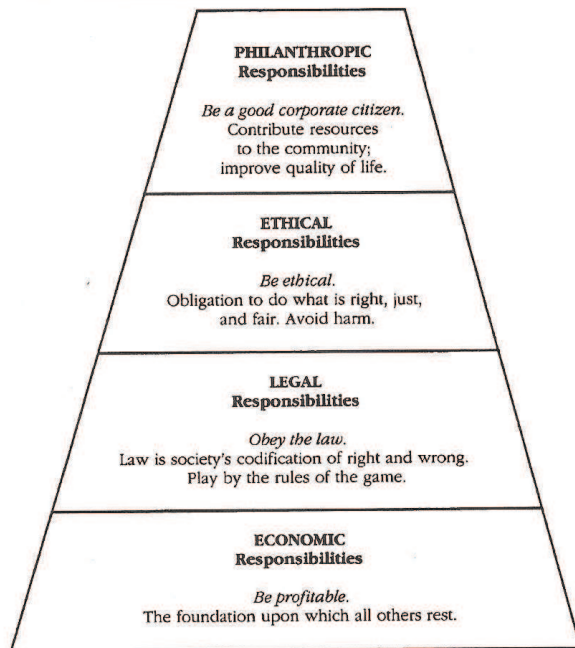 PHILANTHROPIC
Responsibilities
Be a good corporate citizen.
Contribute resources
to the community;
improve quality of life.
ETHICAL
Responsibilities
Be ethical.
Obligation to do what is right, just,
and fair. Avoid harm.
LEGAL
Responsibilities
Obey the law.
Law is society's codification of right and wrong.
Play by the rules of the game.
ECONOMIC
Responsibilities
Be profitable.
The foundation upon which all others rest.